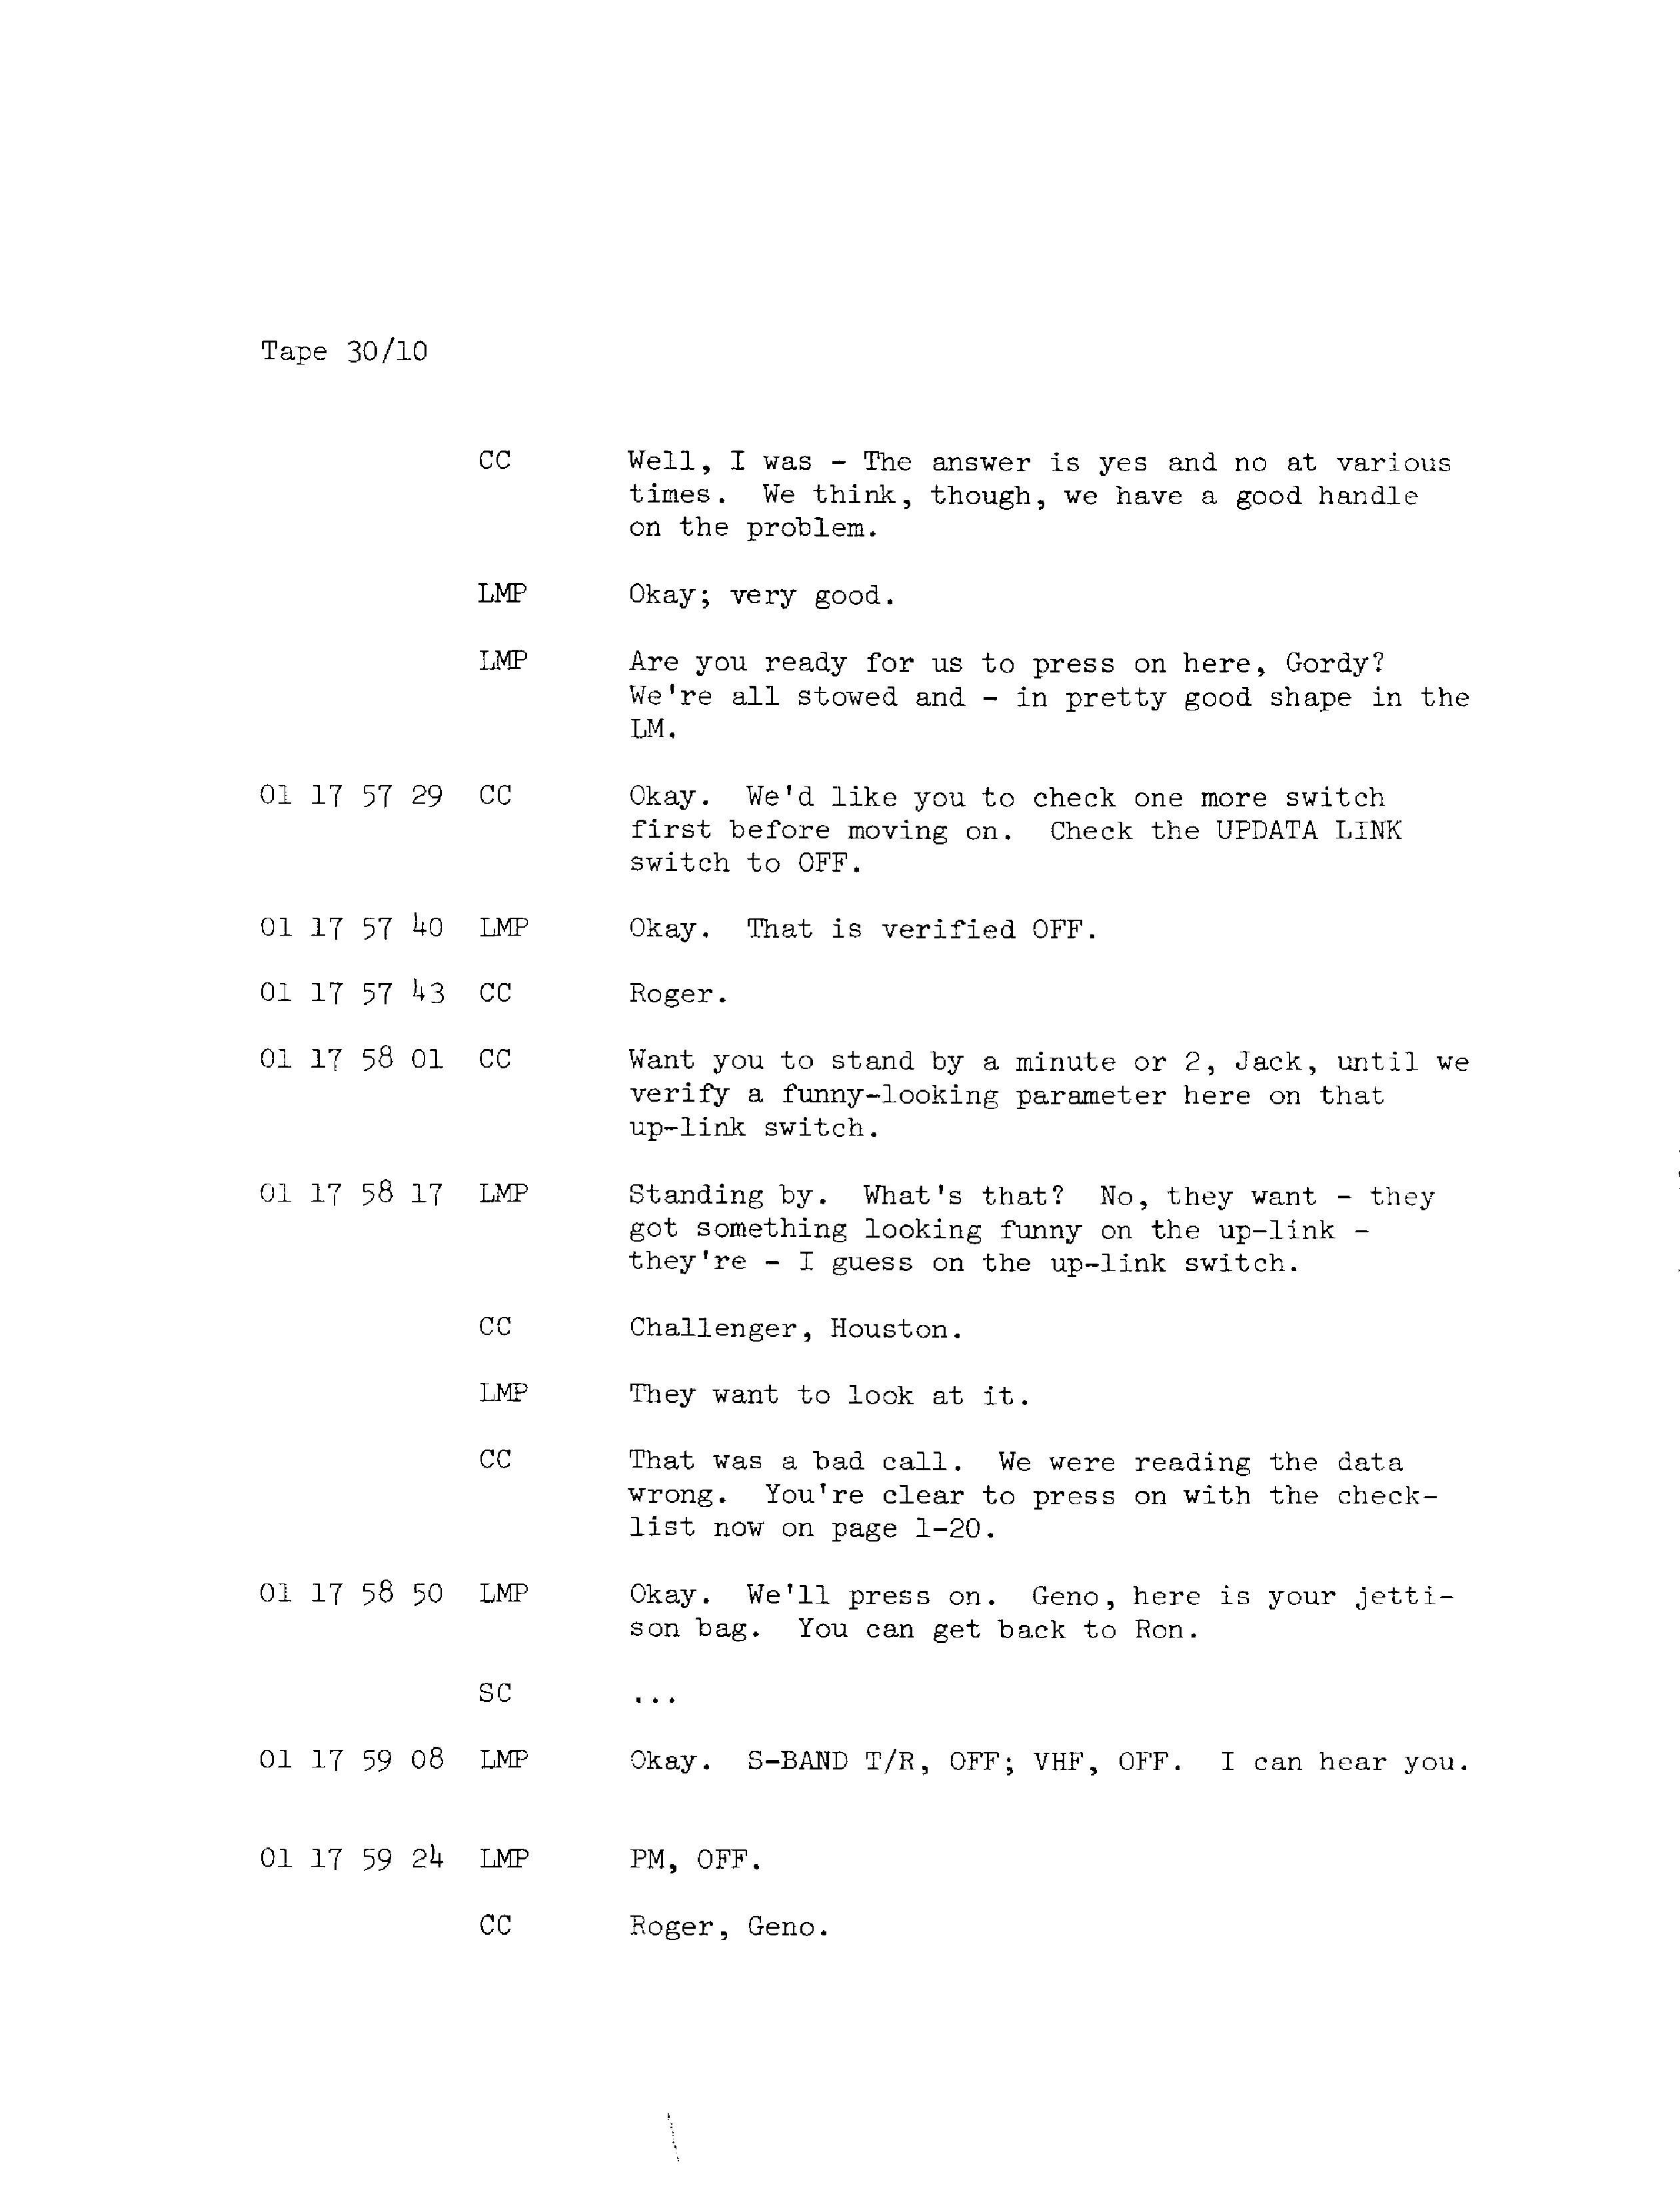 Tape 30/10
CC Well, I was - The answer is yes and no at various
times. We think, though, we have a good handle
on the problem.
LMP Okay; very good.
LMP Are you ready for us to press on here, Gordy?
We're all stowed and - in pretty good shape in the
LM.
01 17 57 29 CC Okay. We'd like you to check one more switch
first before moving on. Check the UPDATA LINK
switch to OFF.
01 17 57 40 LMP Okay. That is verified OFF.
01 17 57 43 CC Roger.
01 17 58 01 CC Want you to stand by a minute or 2, Jack, until we
verify a funny-looking parameter here on that
up-link switch.
01 17 58 17 LMP Standing by. What's that? No, they want - they
got something looking funny on the up-link -
they're - I guess on the up-link switch.
CC Challenger, Houston.
LMP They want to look at it.
CC That was a bad call. We were reading the data
wrong. You're clear to press on with the check-
list now on page 1-20.
01 17 58 50 LMP Okay. We'll press on. Geno, here is your jetti-
son bag. You can get back to Ron.
SC ...
01 17 59 08 LMP Okay. S-BAND T/R, OFF; VHF, OFF. I can hear you.
01 17 59 24 LMP PM, OFF.
CC Roger, Geno.